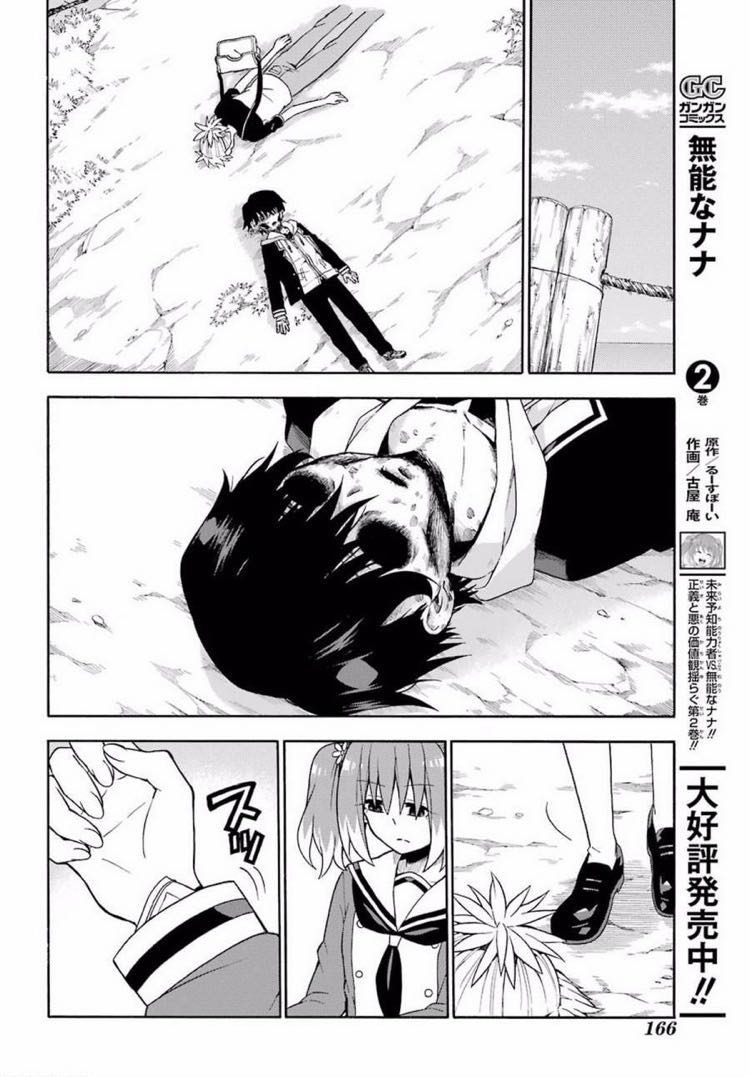 GC
ガンガン
コミックス
無能なナナ
2
巻
原作/るーすぼーい
作画/古屋 庵
未来予知能力者VS.無能なナナ!!
正義と悪の価値観揺らぐ第2巻!!
大好評発売中!!
スッ
166